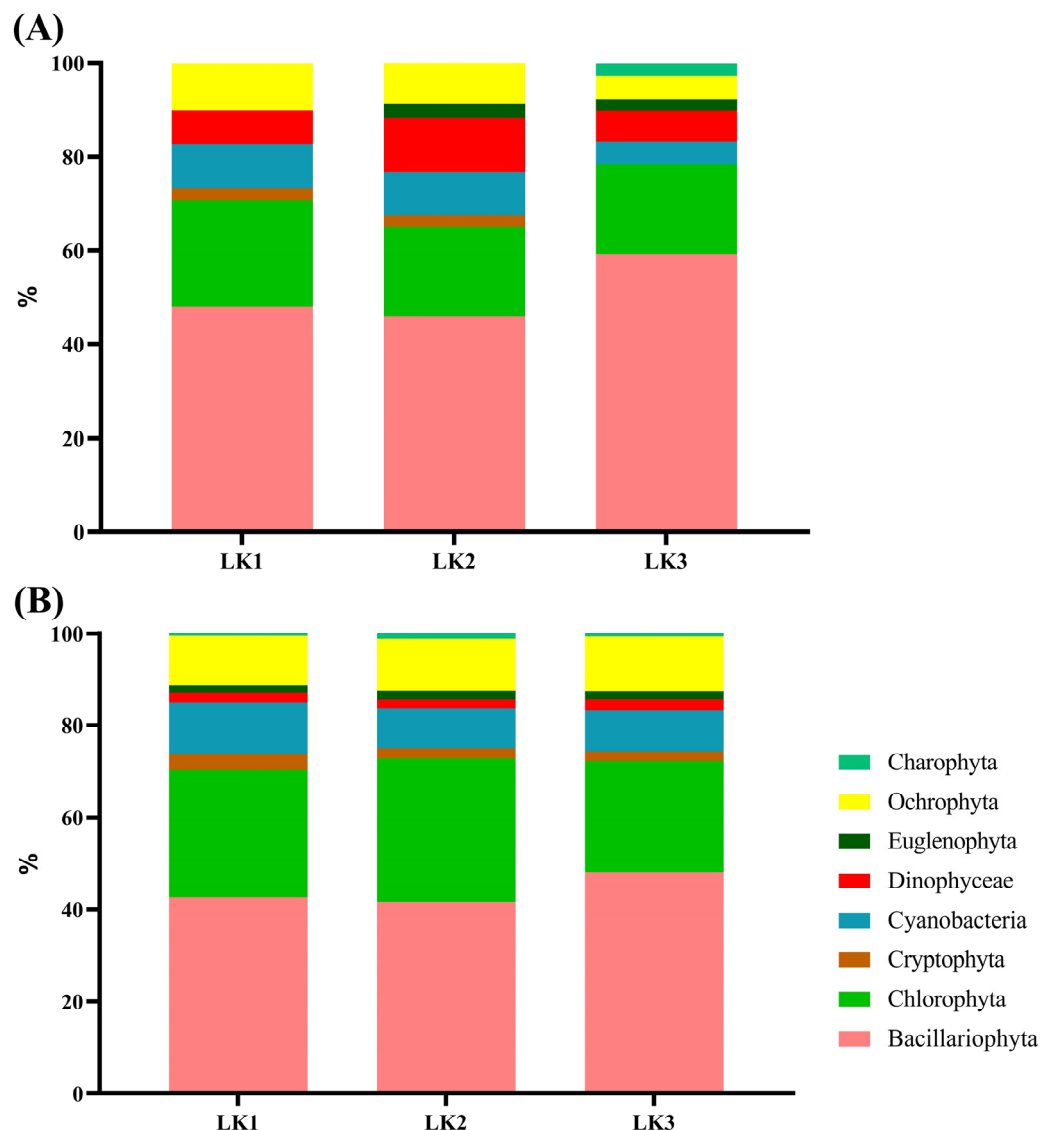 (A)
100
80
60
40
20
0
%
LK1 LK2 LK3
(B)
100
80
60
40
20
0
%
LK1 LK2 LK3
Charophyta
Ochrophyta
Euglenophyta
Dinophyceae
Cyanobacteria
Cryptophyta
Chlorophyta
Bacillariophyta